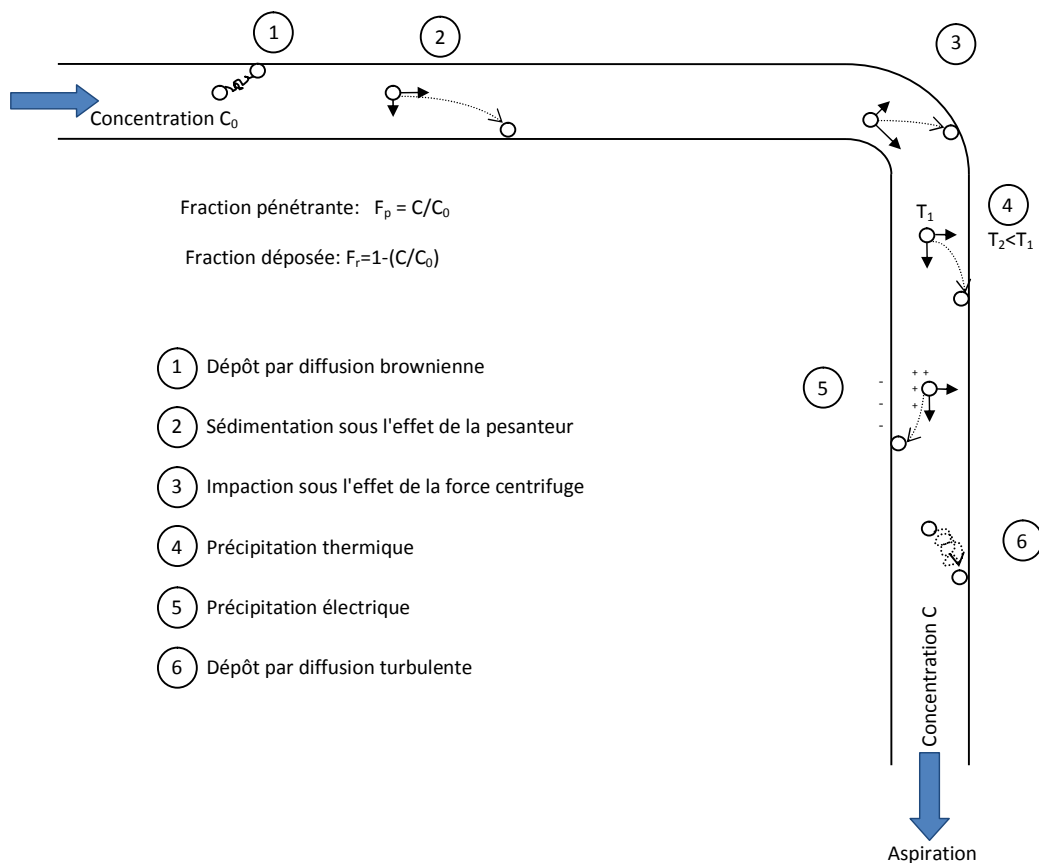 1
2
3
Concentration C₀
Fraction pénétrante: Fₚ = C/C₀
Fraction déposée: Fᵣ=1-(C/C₀)
T₁
4
T₂<T₁
1 Dépôt par diffusion brownienne
2 Sédimentation sous l'effet de la pesanteur
3 Impaction sous l'effet de la force centrifuge
4 Précipitation thermique
5 Précipitation électrique
6 Dépôt par diffusion turbulente
5
- + +
- +
- +
6
Concentration C
Aspiration